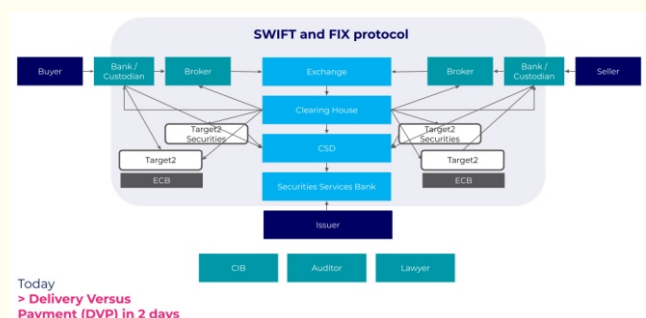 SWIFT and FIX protocol
Buyer
Bank /
Custodian
Broker
Exchange
Broker
Bank /
Custodian
Seller
Clearing House
Target2
Securities
Target2
Securities
CSD
Target2
Target2
ECB
ECB
Securities Services Bank
Issuer
CIB
Auditor
Lawyer
Today
> Delivery Versus
Payment (DVP) in 2 days